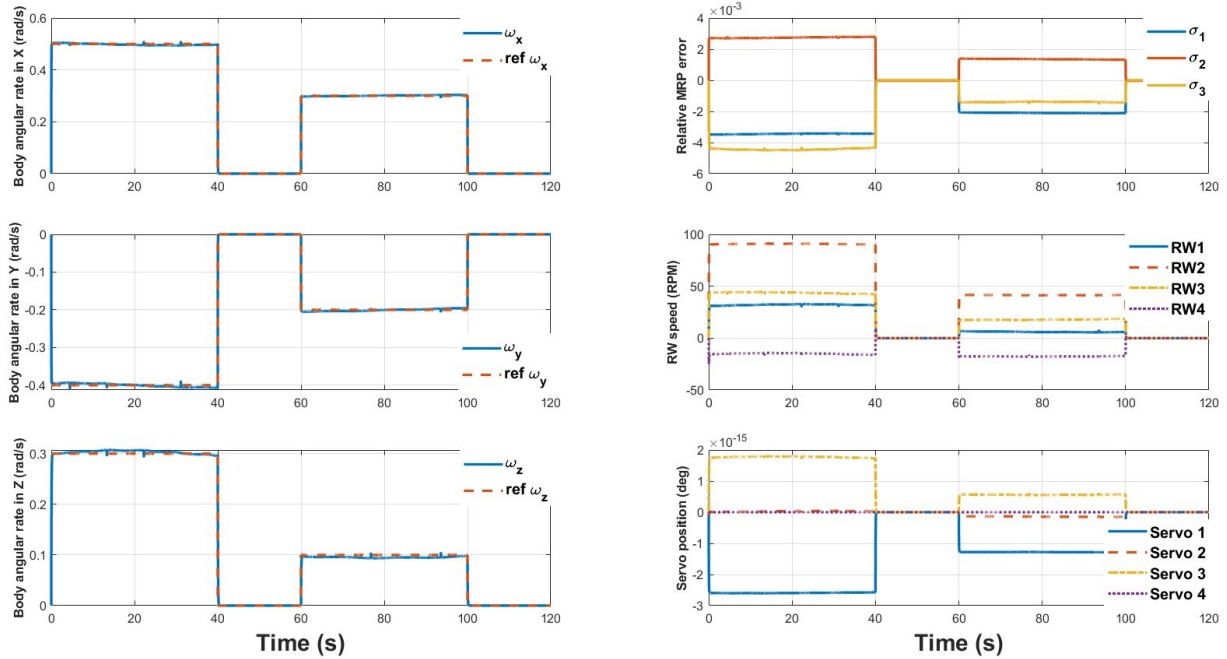 Body angular rate in X (rad/s)
0.6
0.4
0.2
0
0 20 40 60 80 100 120
ω_x
ref ω_x
Body angular rate in Y (rad/s)
0
-0.1
-0.2
-0.3
-0.4
0 20 40 60 80 100 120
ω_y
ref ω_y
Body angular rate in Z (rad/s)
0.3
0.2
0.1
0
0 20 40 60 80 100 120
ω_z
ref ω_z
Time (s)
Relative MRP error
×10^-3
4
2
0
-2
-4
-6
0 20 40 60 80 100 120
σ_1
σ_2
σ_3
RW speed (RPM)
100
50
0
-50
0 20 40 60 80 100 120
RW1
RW2
RW3
RW4
Servo position (deg)
×10^-15
2
1
0
-1
-2
-3
0 20 40 60 80 100 120
Servo 1
Servo 2
Servo 3
Servo 4
Time (s)